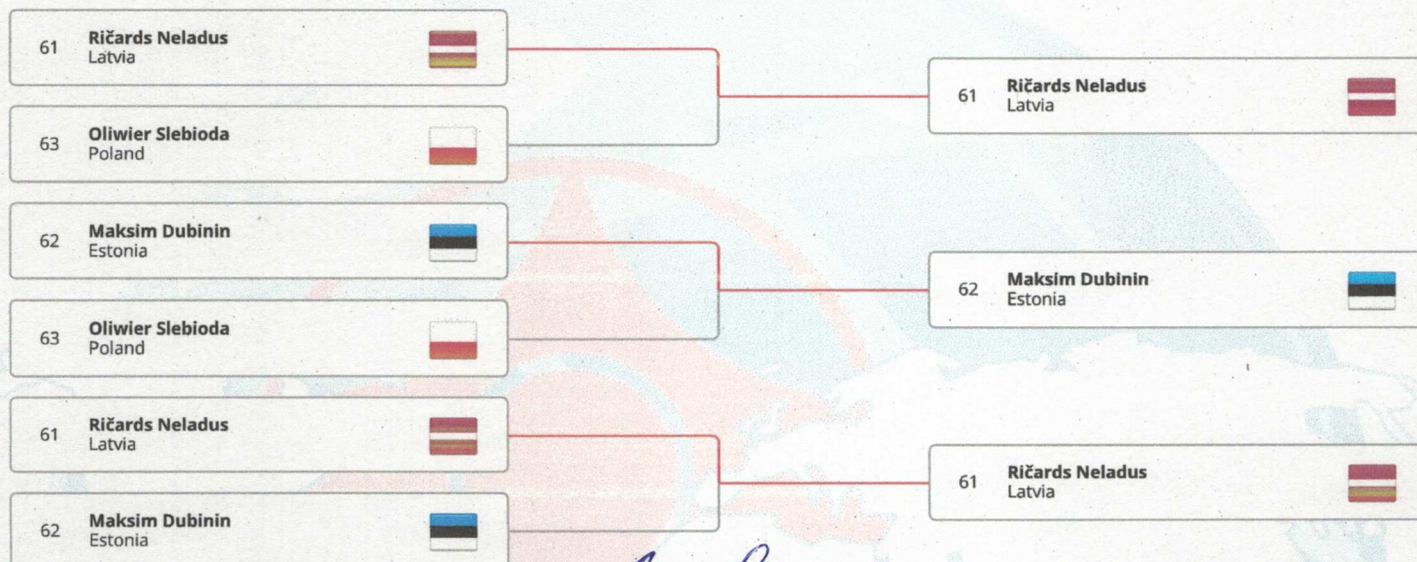 61 Ričards Neladus
Latvia
63 Oliwier Slebioda
Poland
61 Ričards Neladus
Latvia
62 Maksim Dubinin
Estonia
63 Oliwier Slebioda
Poland
62 Maksim Dubinin
Estonia
61 Ričards Neladus
Latvia
62 Maksim Dubinin
Estonia
61 Ričards Neladus
Latvia